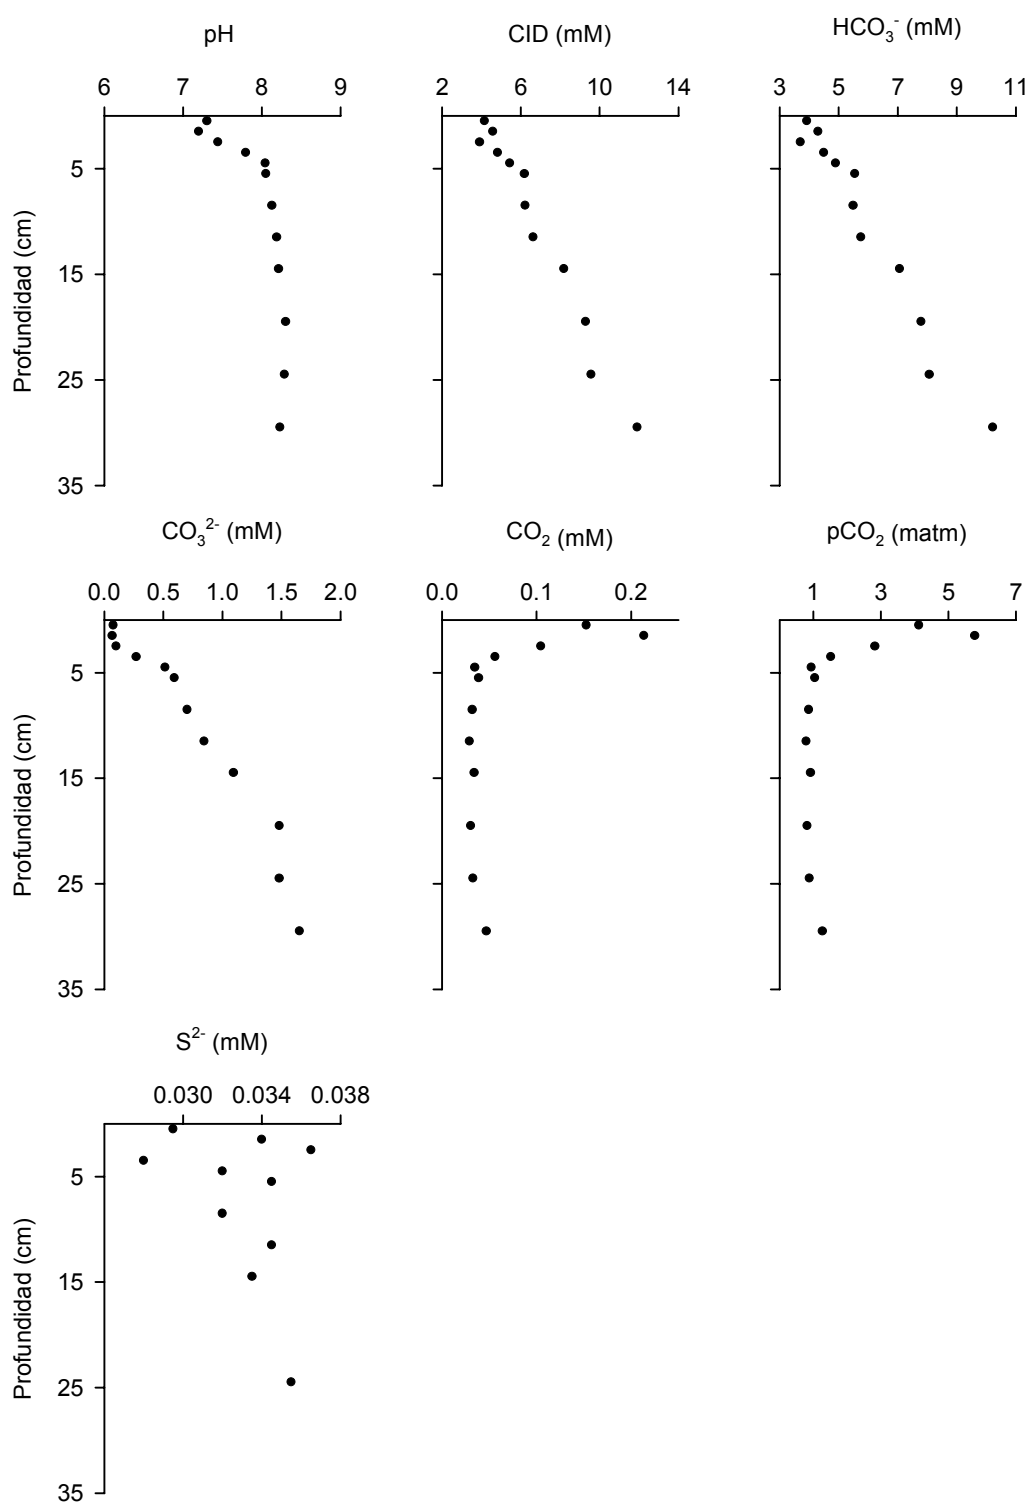 pH
CID (mM)
HCO₃⁻ (mM)
6 7 8 9
2 6 10 14
3 5 7 9 11
5
15
25
35
Profundidad (cm)
CO₃²⁻ (mM)
CO₂ (mM)
pCO₂ (matm)
0.0 0.5 1.0 1.5 2.0
0.0 0.1 0.2
1 3 5 7
5
15
25
35
Profundidad (cm)
S²⁻ (mM)
0.030 0.034 0.038
5
15
25
35
Profundidad (cm)